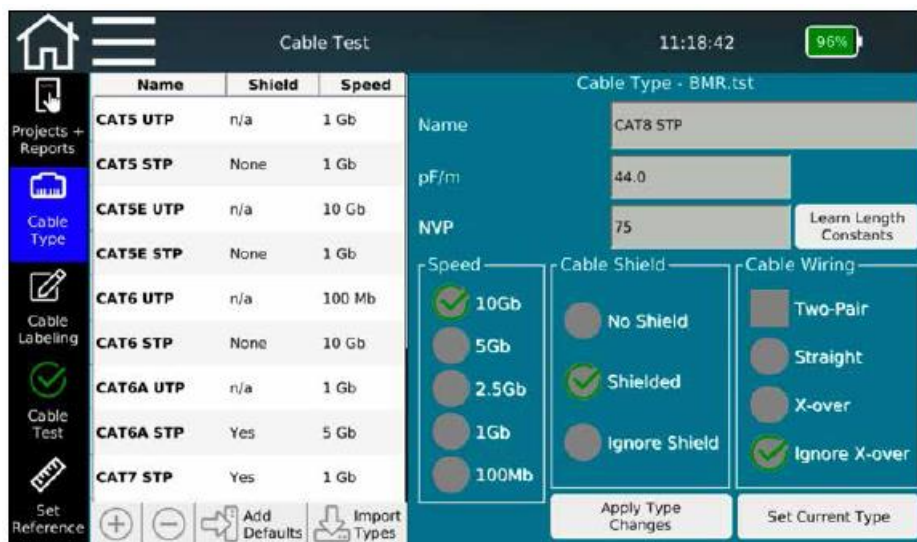 Cable Test
11:18:42
96%
Projects +
Reports
Cable
Type
Cable
Labeling
Cable
Test
Set
Reference
Name Shield Speed
CAT5 UTP n/a 1 Gb
CAT5 STP None 1 Gb
CAT5E UTP n/a 10 Gb
CAT5E STP None 1 Gb
CAT6 UTP n/a 100 Mb
CAT6 STP None 10 Gb
CAT6A UTP n/a 1 Gb
CAT6A STP Yes 5 Gb
CAT7 STP Yes 1 Gb
Add
Defaults
Import
Types
Cable Type - BMR.tst
Name CAT8 STP
pF/m 44.0
NVP 75
Learn Length
Constants
Speed
10Gb
5Gb
2.5Gb
1Gb
100Mb
Cable Shield
No Shield
Shielded
Ignore Shield
Cable Wiring
Two-Pair
Straight
X-over
Ignore X-over
Apply Type
Changes
Set Current Type